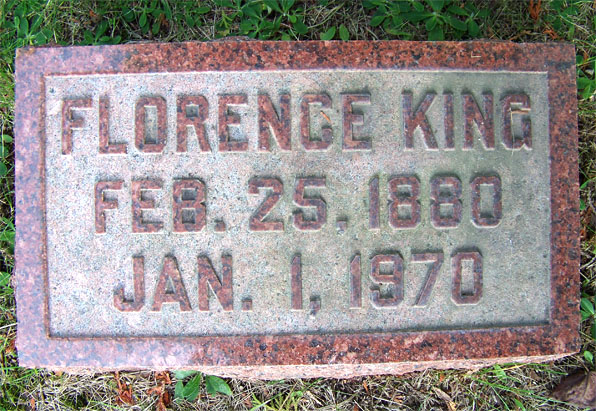 FLORENCE KING
FEB. 25. 1880
JAN. 1, 1970